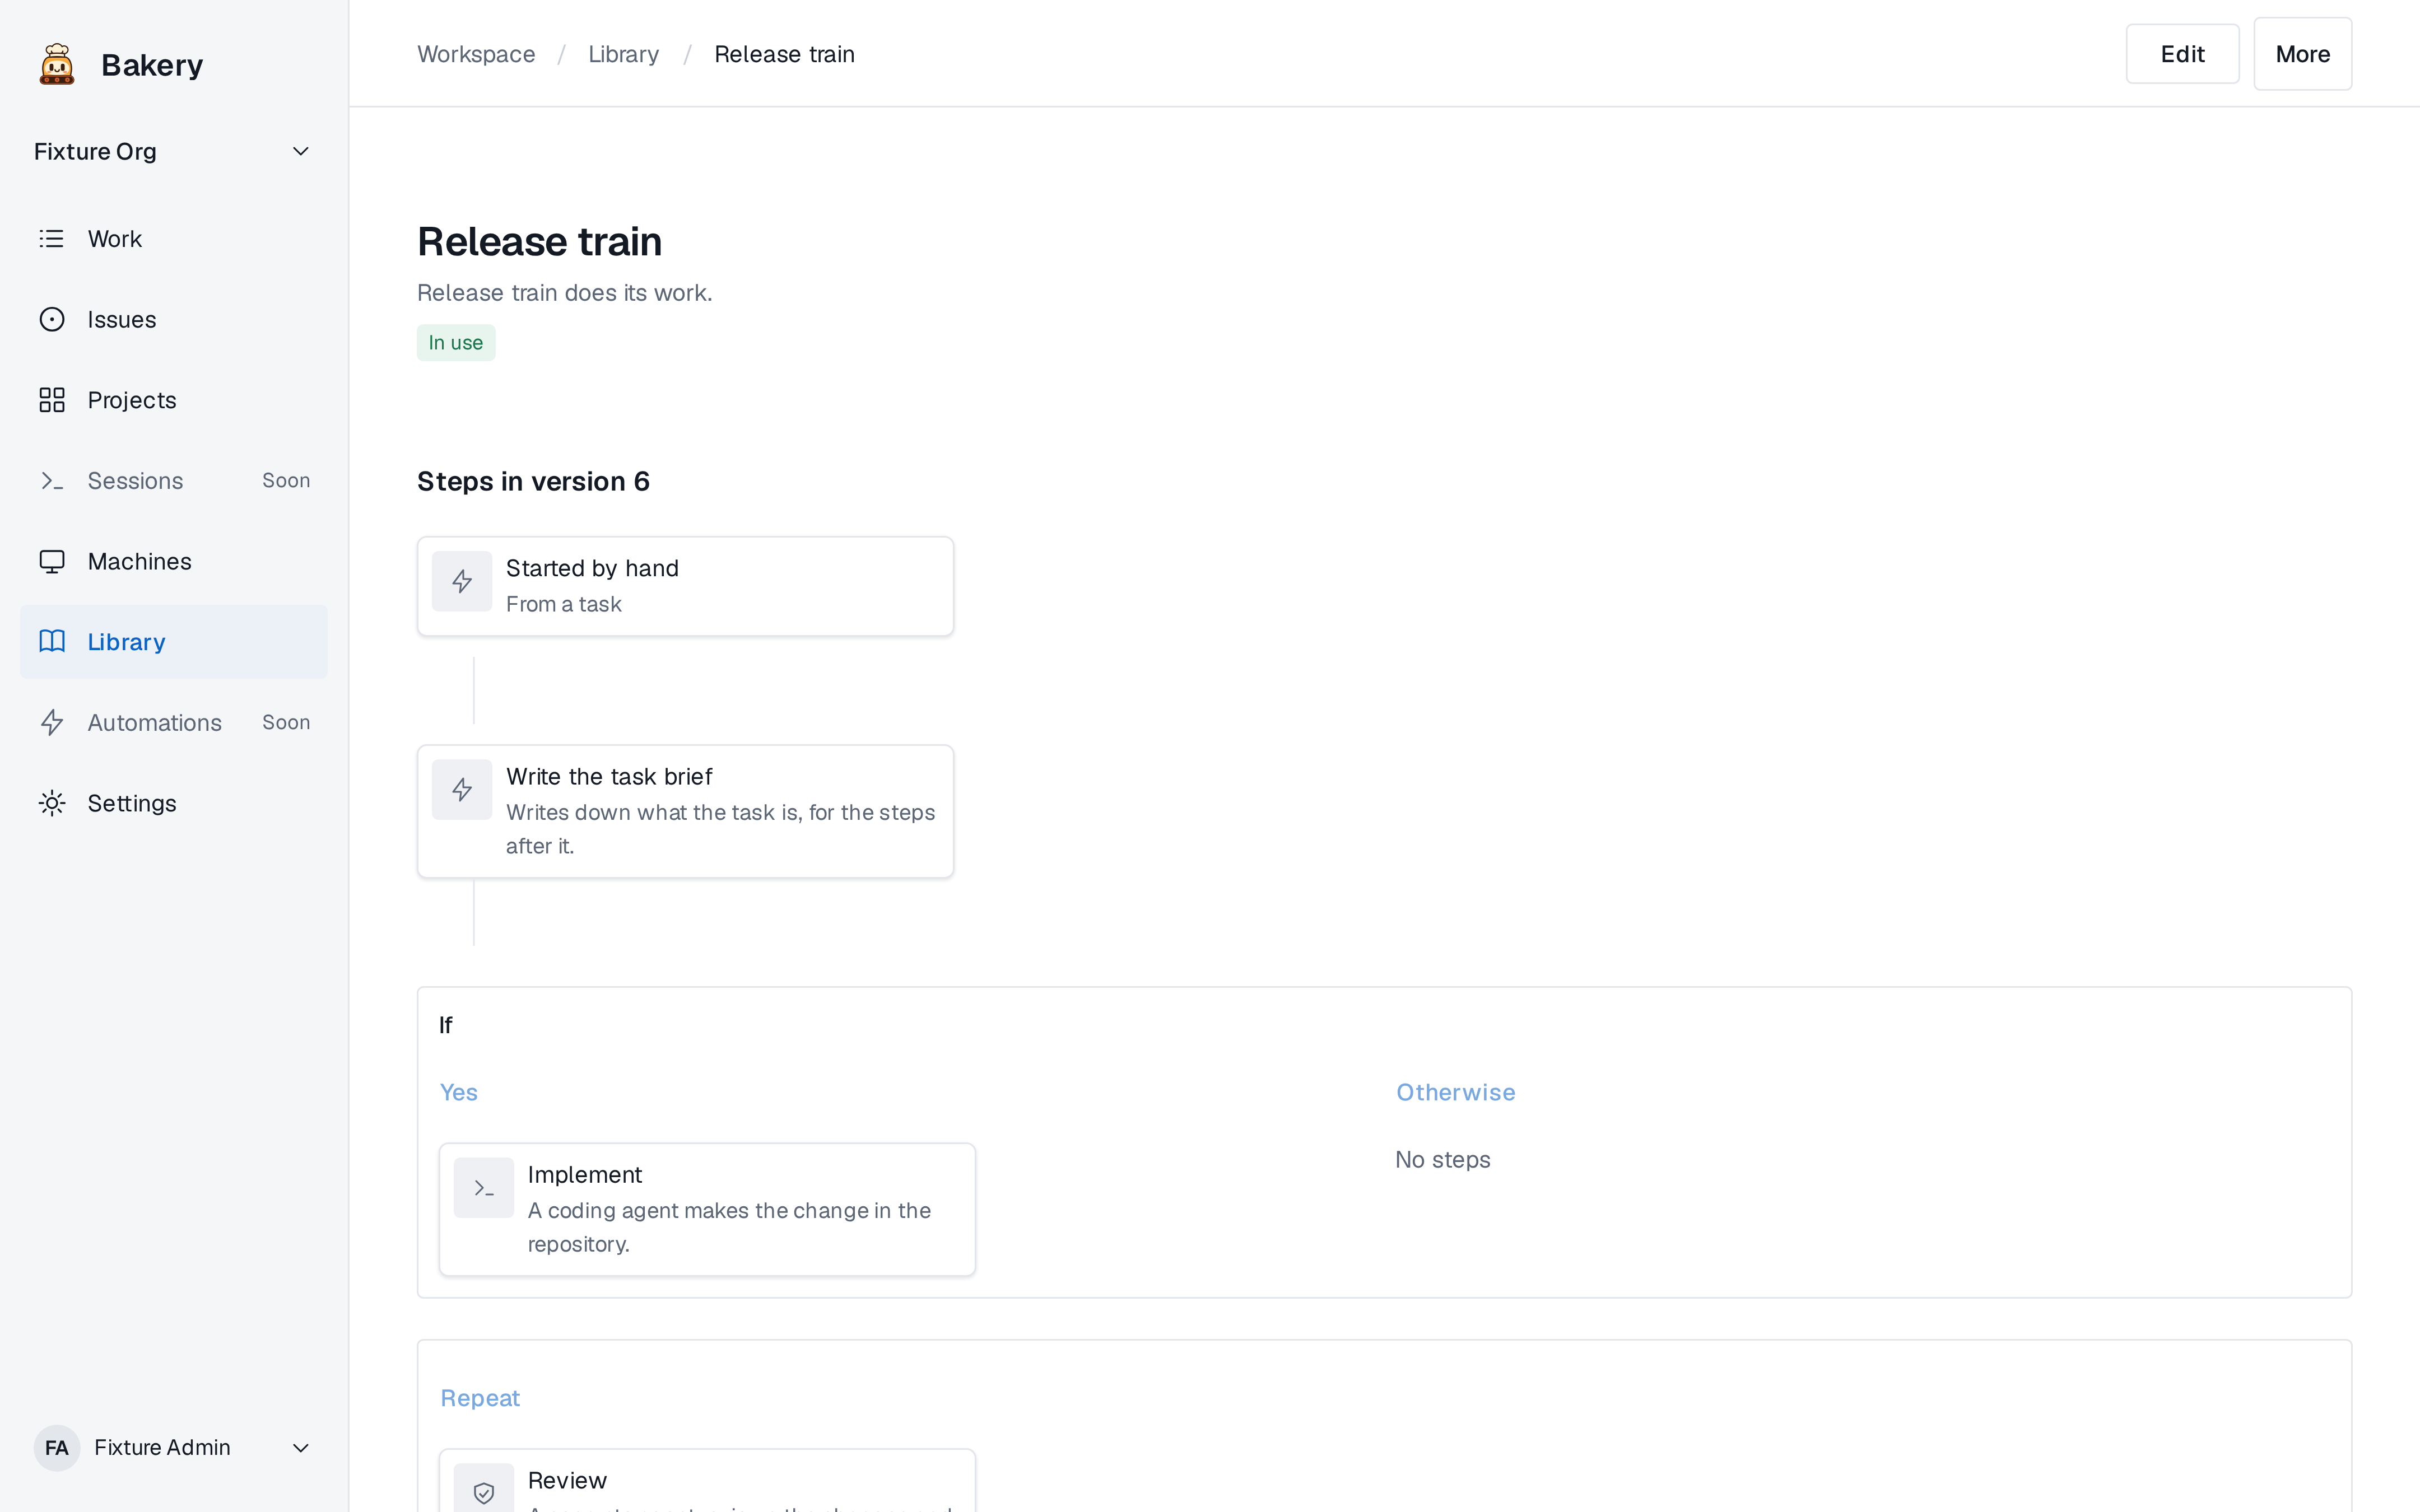 Bakery
Fixture Org
Work
Issues
Projects
Sessions Soon
Machines
Library
Automations Soon
Settings
FA Fixture Admin
Workspace / Library / Release train
Edit
More
Release train
Release train does its work.
In use
Steps in version 6
Started by hand
From a task
Write the task brief
Writes down what the task is, for the steps
after it.
If
Yes
Implement
A coding agent makes the change in the
repository.
Otherwise
No steps
Repeat
Review